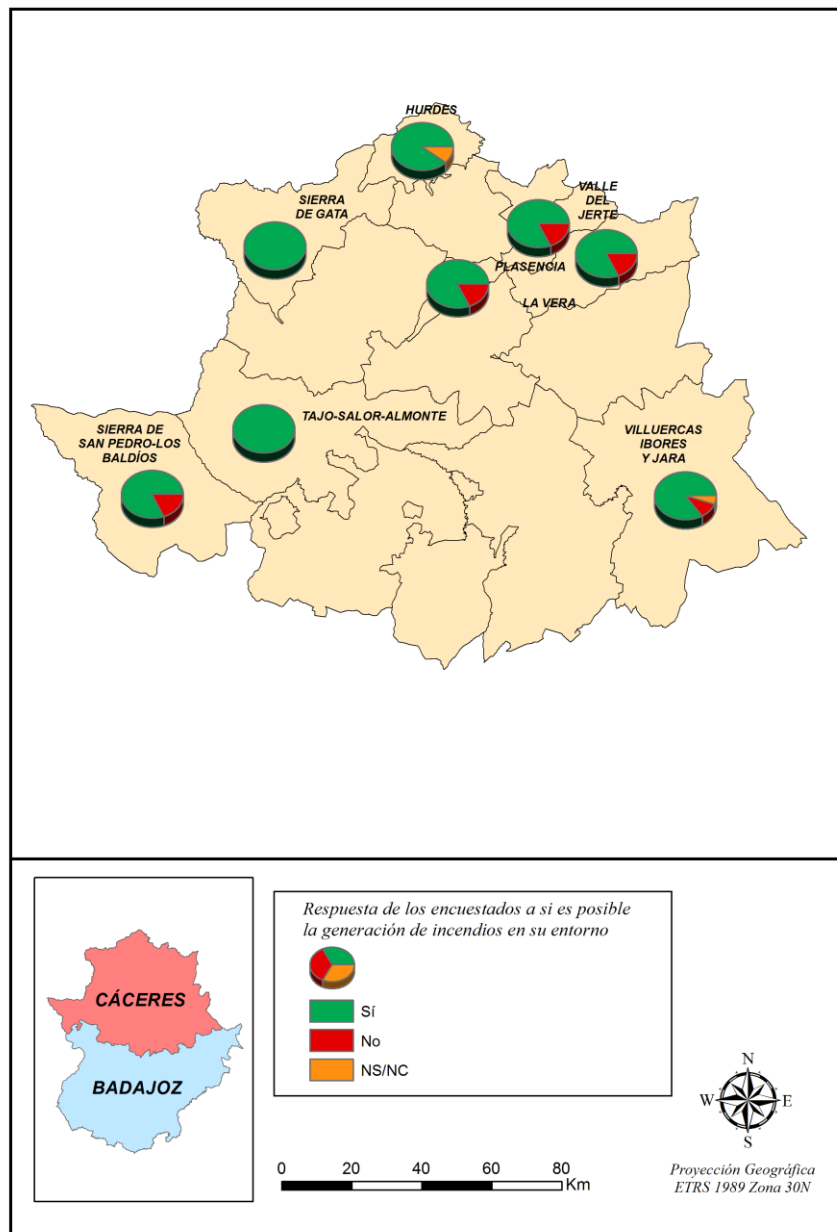 HURDES
SIERRA
DE GATA
VALLE
DEL
JERTE
PLASENCIA
LA VERA
TAJO-SALOR-ALMONTE
SIERRA DE
SAN PEDRO-LOS
BALDÍOS
VILLUERCAS
IBORES
Y JARA
CÁCERES
BADAJOZ
Respuesta de los encuestados a si es posible
la generación de incendios en su entorno
Sí
No
NS/NC
0 20 40 60 80
Km
N
W E
S
Proyección Geográfica
ETRS 1989 Zona 30N